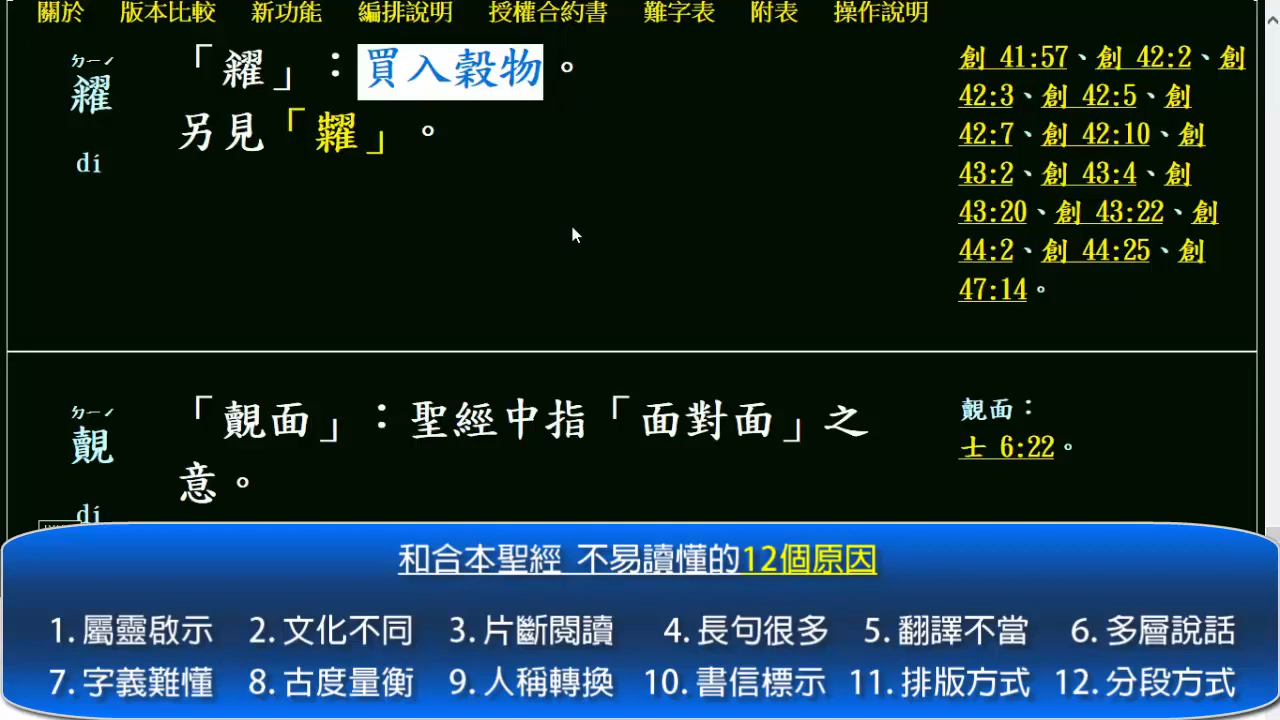 關於 版本比較 新功能 編排說明 授權合約書 難字表 附表 操作說明
ㄉㄧˊ
糴
di
「糴」：買入穀物。
另見「糶」。
創 41:57、創 42:2、創
42:3、創 42:5、創
42:7、創 42:10、創
43:2、創 43:4、創
43:20、創 43:22、創
44:2、創 44:25、創
47:14。
ㄉㄧˊ
覿
di
「覿面」：聖經中指「面對面」之
意。
覿面：
士 6:22。
和合本聖經 不易讀懂的12個原因
1. 屬靈啟示 2. 文化不同 3. 片斷閱讀 4. 長句很多 5. 翻譯不當 6. 多層說話
7. 字義難懂 8. 古度量衡 9. 人稱轉換 10. 書信標示 11. 排版方式 12. 分段方式